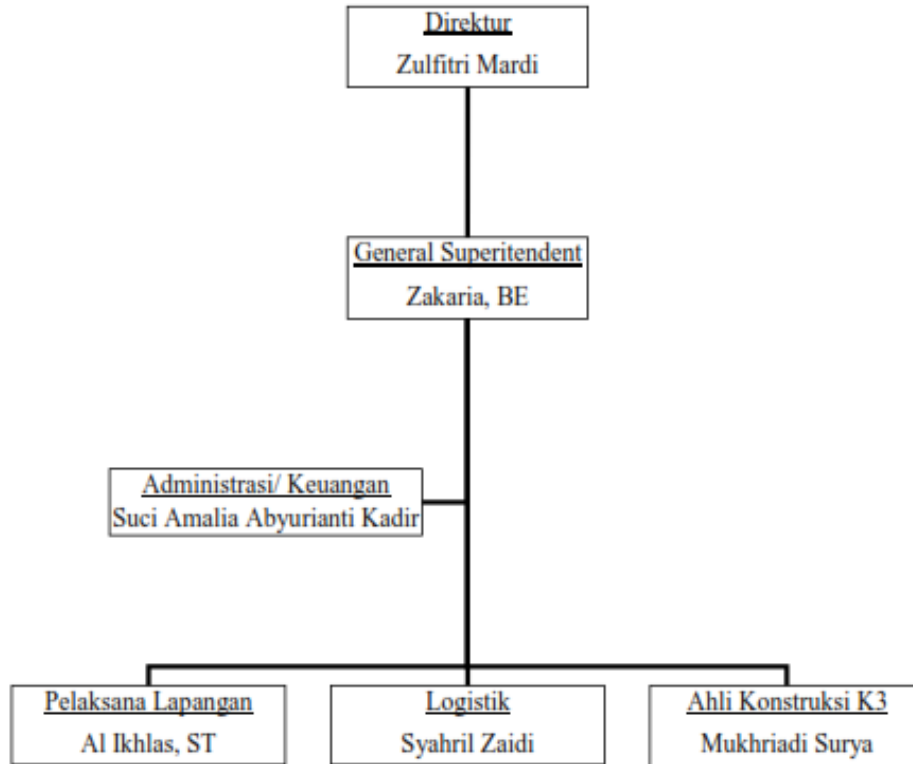 Direktur
Zulfitri Mardi
General Superitendent
Zakaria, BE
Administrasi/ Keuangan
Suci Amalia Abyurianti Kadir
Pelaksana Lapangan
Al Ikhlas, ST
Logistik
Syahril Zaidi
Ahli Konstruksi K3
Mukhriadi Surya